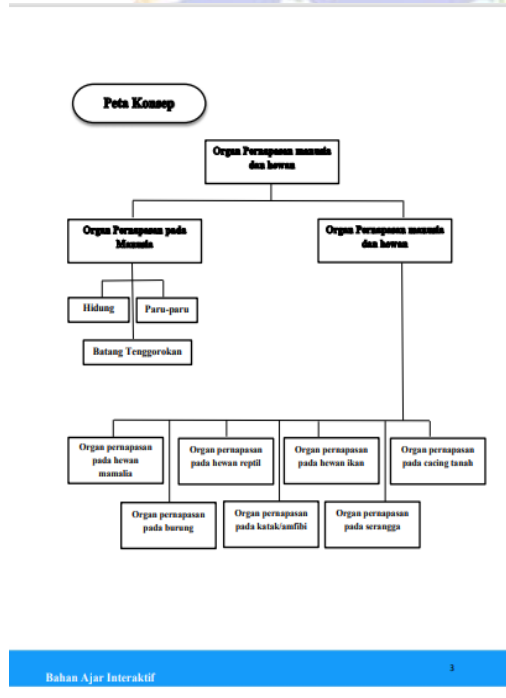 Peta Konsep
Organ Pernapasan manusia
dan hewan
Organ Pernapasan pada
Manusia
Organ Pernapasan manusia
dan hewan
Hidung
Paru-paru
Batang Tenggorokan
Organ pernapasan
pada hewan
mamalia
Organ pernapasan
pada hewan reptil
Organ pernapasan
pada hewan ikan
Organ pernapasan
pada cacing tanah
Organ pernapasan
pada burung
Organ pernapasan
pada katak/amfibi
Organ pernapasan
pada serangga
3
Bahan Ajar Interaktif